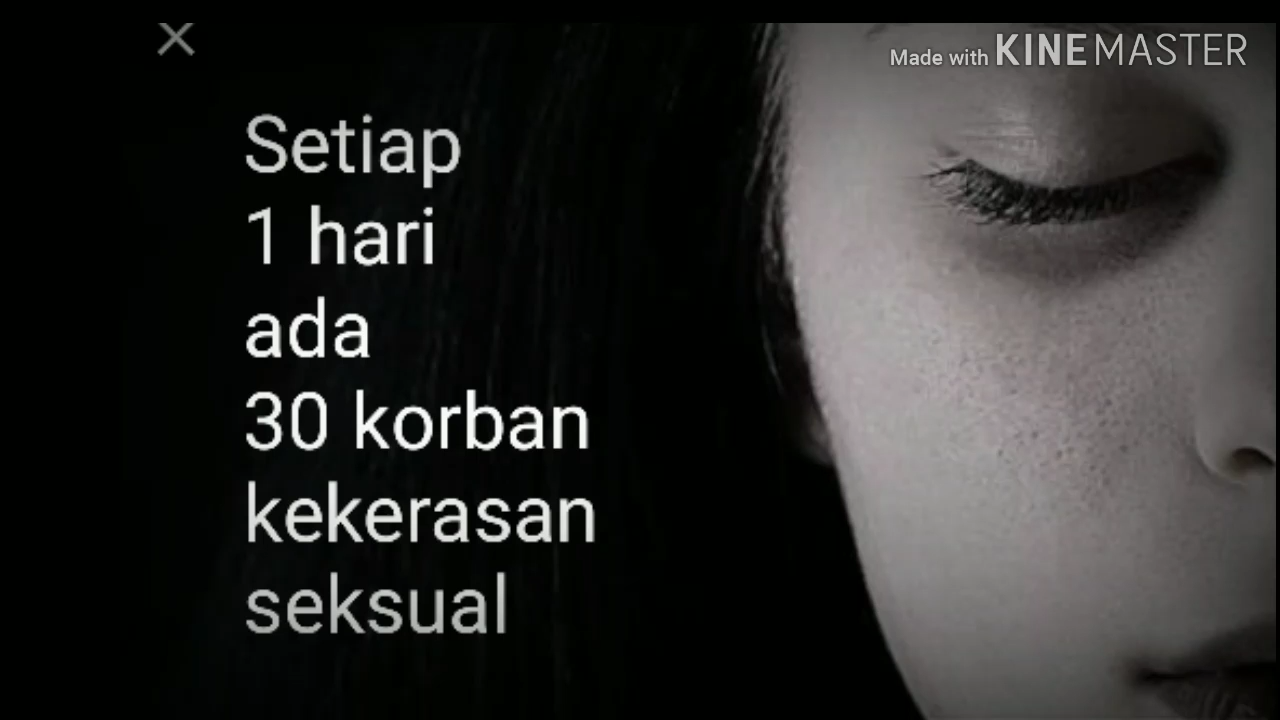 Made with KINEMASTER
Setiap
1 hari
ada
30 korban
kekerasan
seksual